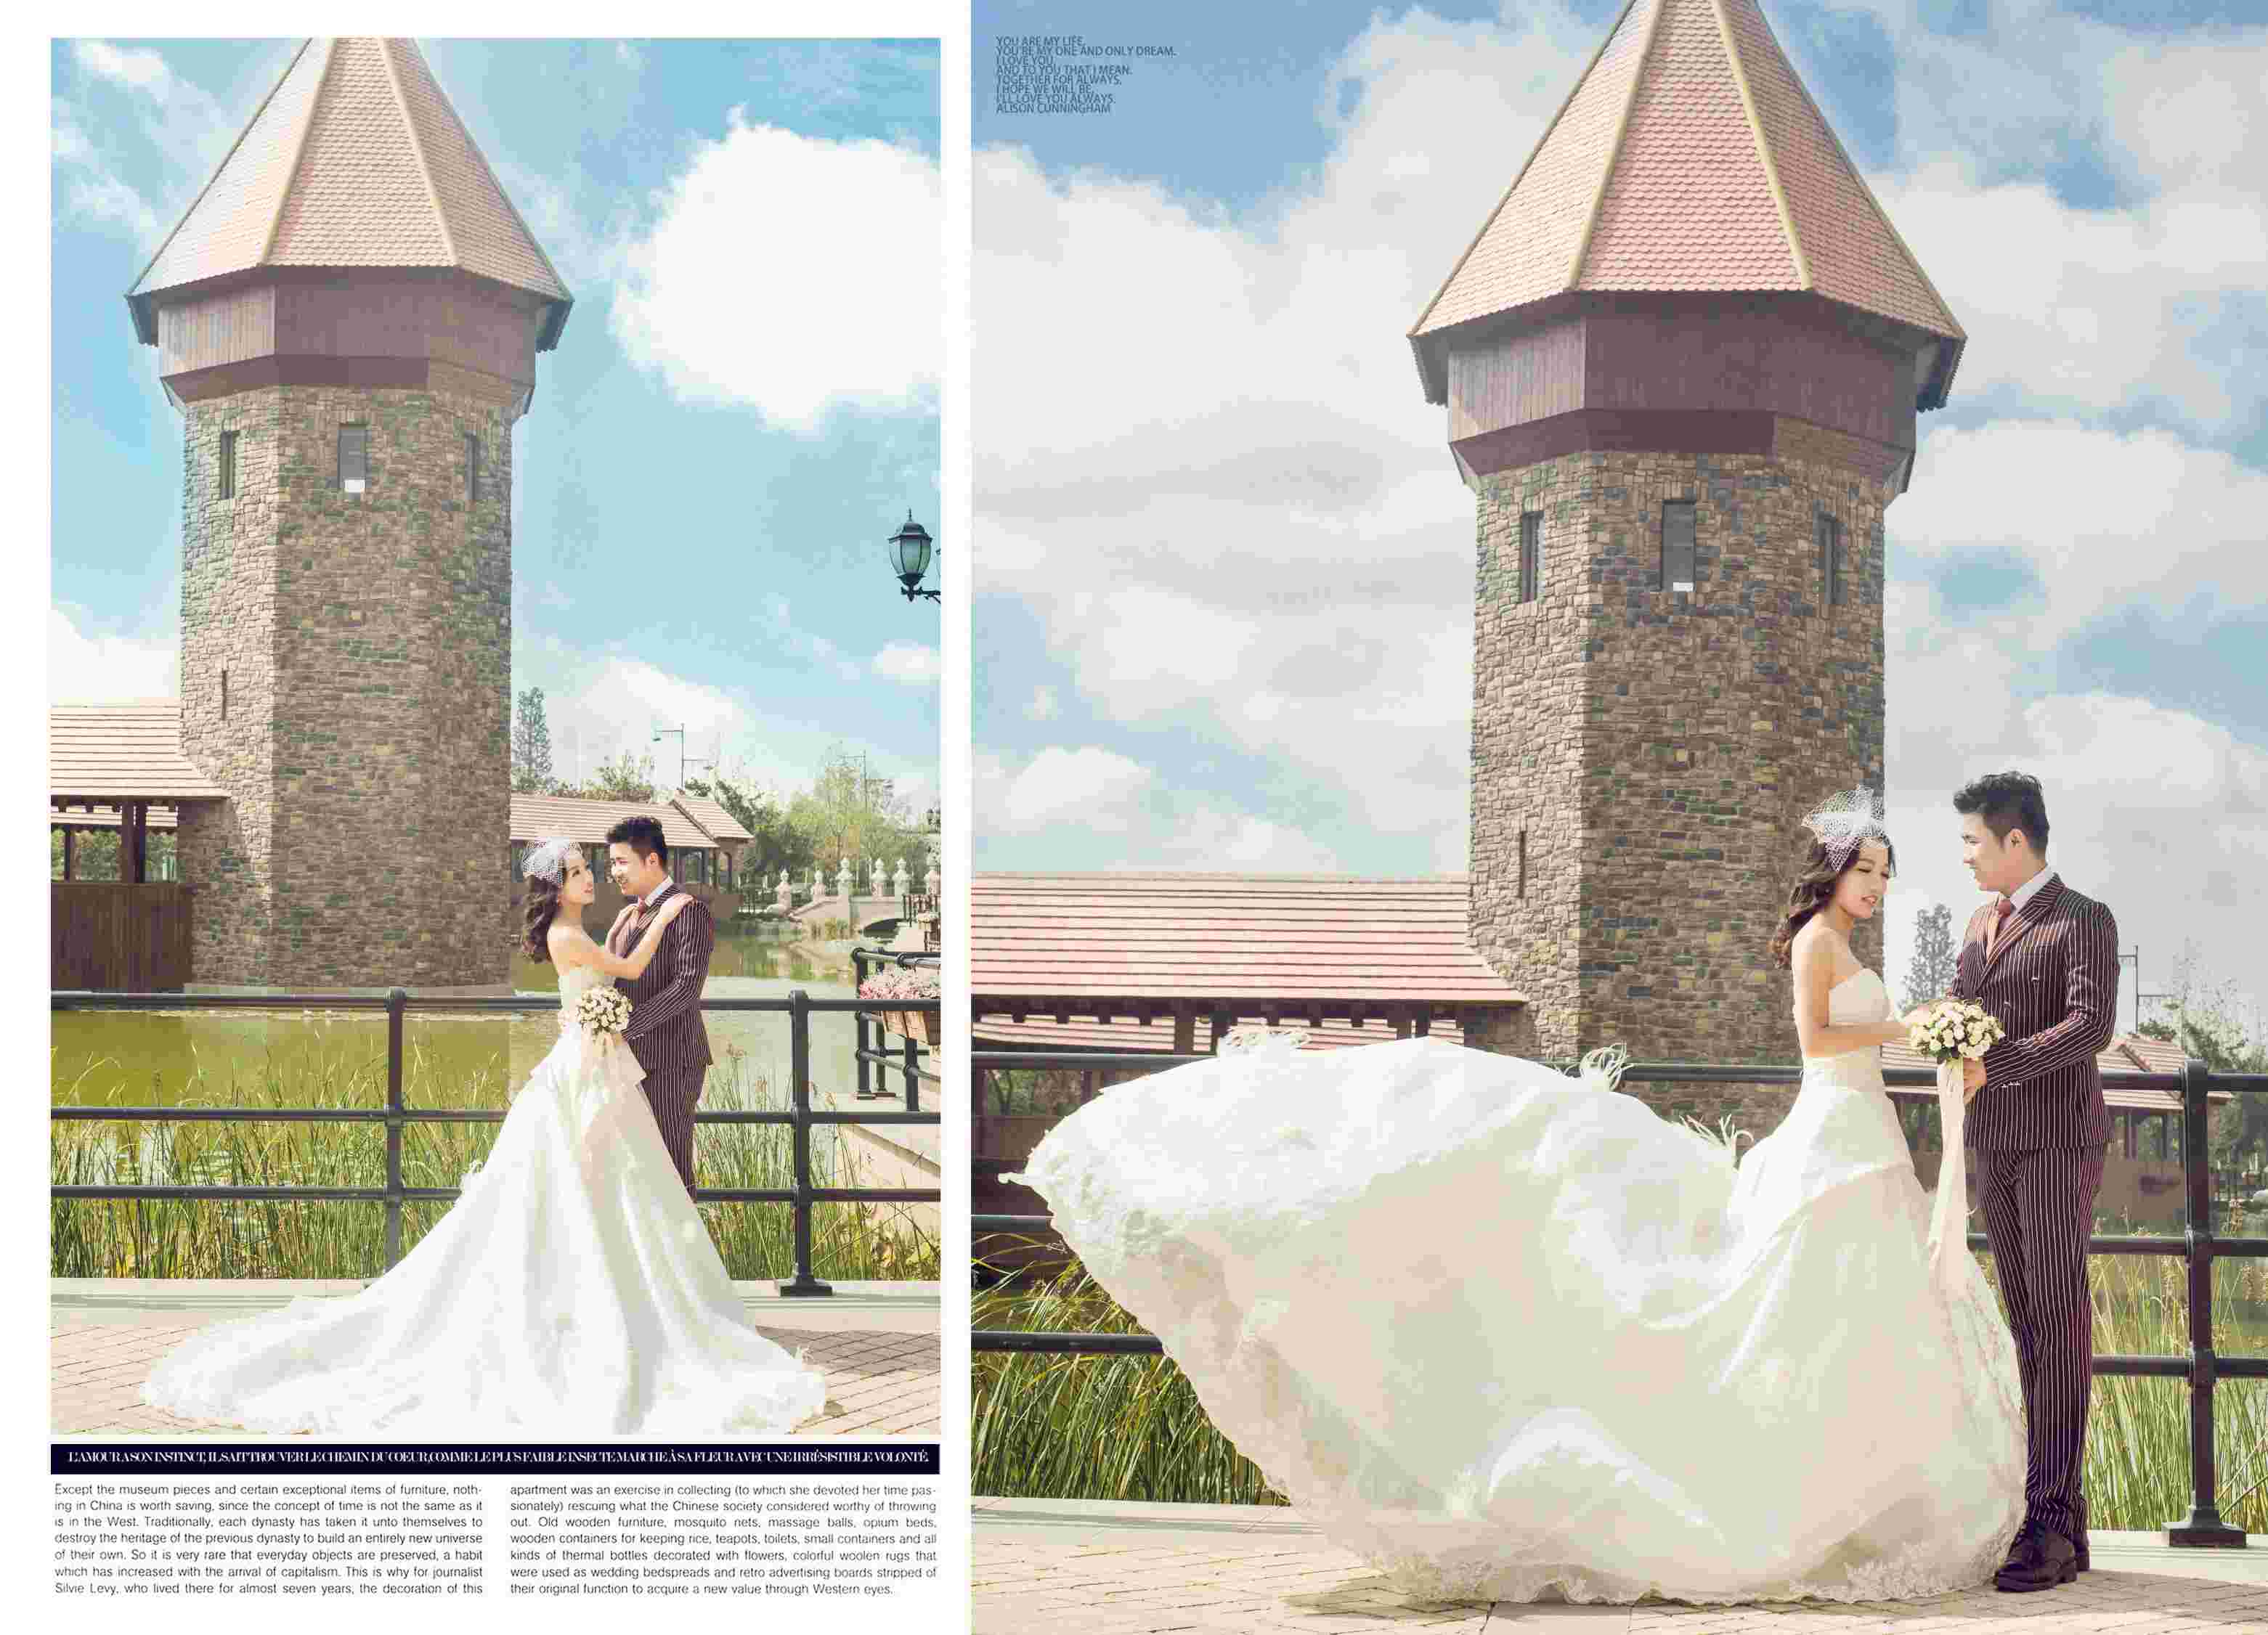 L'AMOUR A SON INSTINCT, IL SAIT TROUVER LE CHEMIN DU COEUR,COMME LE PLUS FAIBLE INSECTE MARCHE À SA FLEUR AVEC UNE IRRÉSISTIBLE VOLONTÉ.
Except the museum pieces and certain exceptional items of furniture, noth-
ing in China is worth saving, since the concept of time is not the same as it
is in the West. Traditionally, each dynasty has taken it unto themselves to
destroy the heritage of the previous dynasty to build an entirely new universe
of their own. So it is very rare that everyday objects are preserved, a habit
which has increased with the arrival of capitalism. This is why for journalist
Silvie Levy, who lived there for almost seven years, the decoration of this
apartment was an exercise in collecting (to which she devoted her time pas-
sionately) rescuing what the Chinese society considered worthy of throwing
out. Old wooden furniture, mosquito nets, massage balls, opium beds,
wooden containers for keeping rice, teapots, toilets, small containers and all
kinds of thermal bottles decorated with flowers, colorful woolen rugs that
were used as wedding bedspreads and retro advertising boards stripped of
their original function to acquire a new value through Western eyes.
YOU ARE MY LIFE,
YOU'RE MY ONE AND ONLY DREAM.
I LOVE YOU
AND TO YOU THAT I MEAN.
TOGETHER FOR ALWAYS,
I HOPE WE WILL BE,
I'LL LOVE YOU ALWAYS.
ALISON CUNNINGHAM